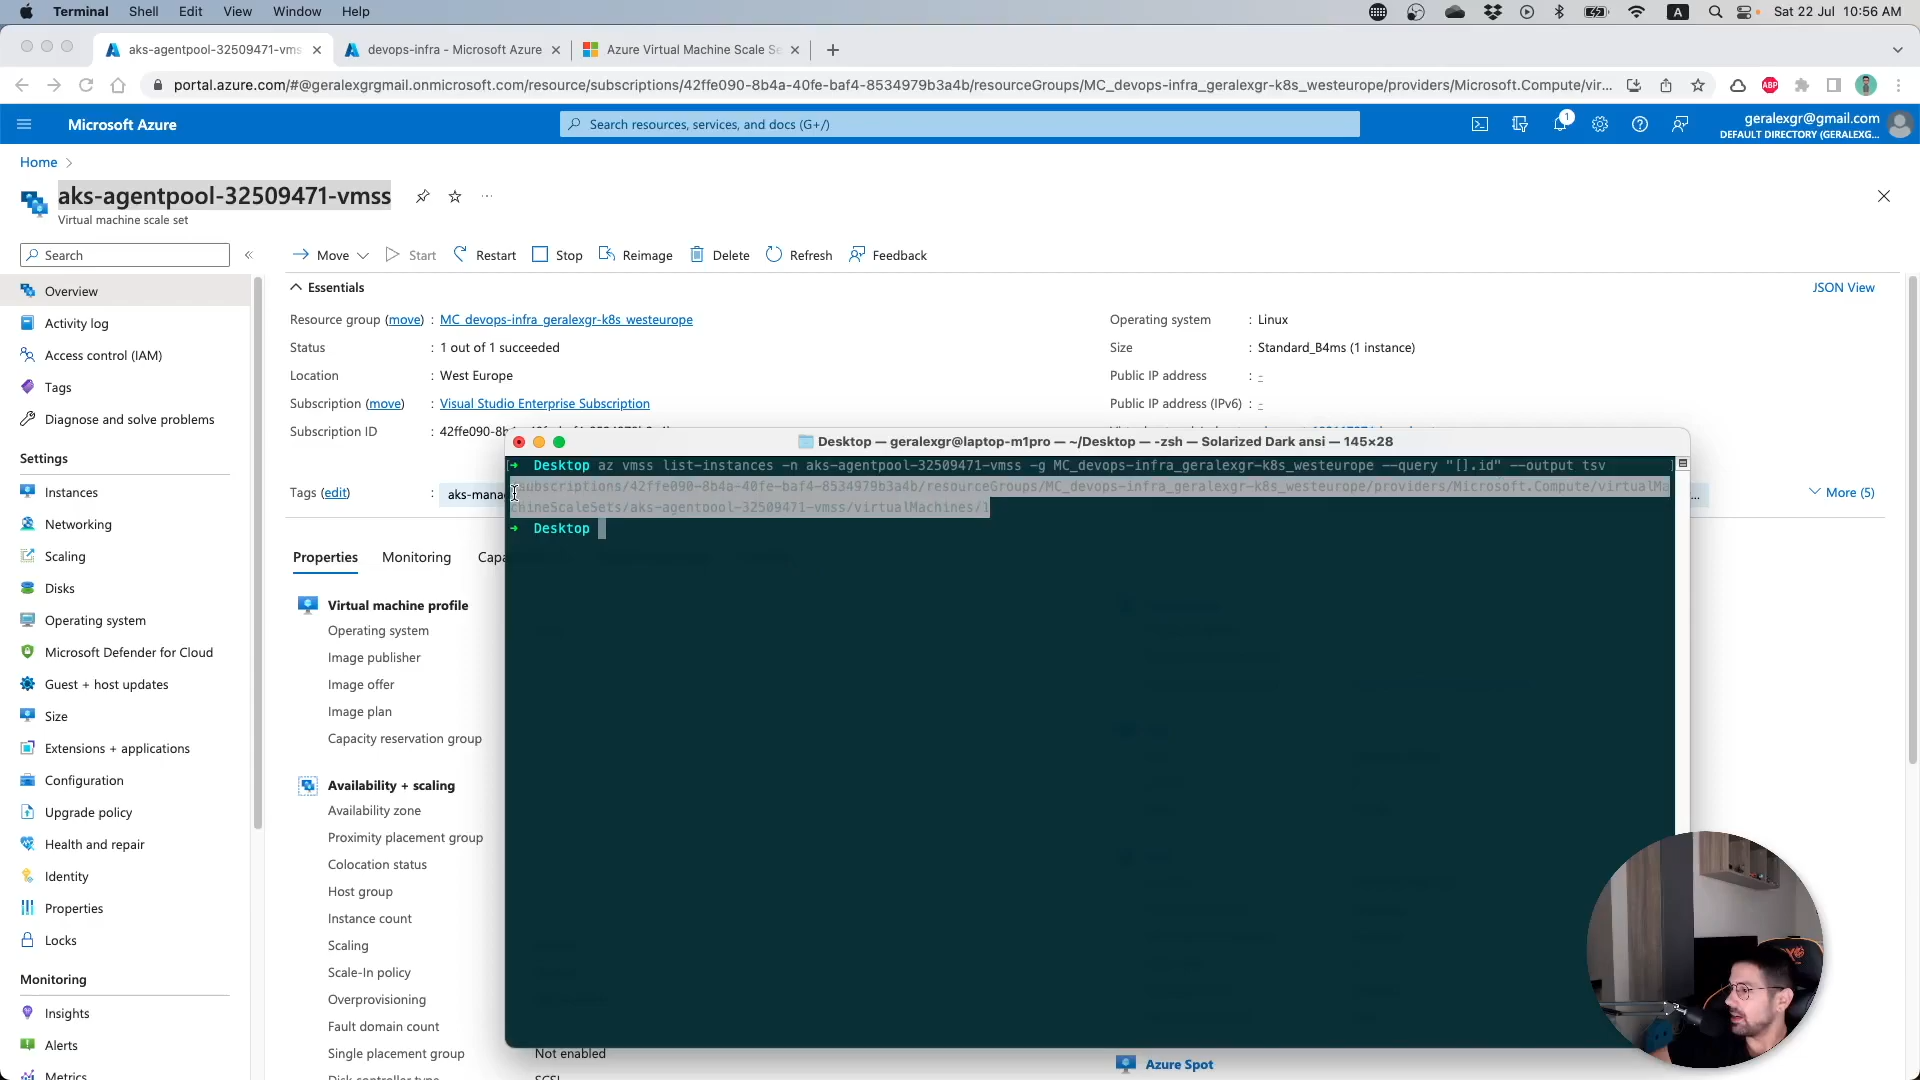 Terminal Shell Edit View Window Help
A Sat 22 Jul 10:56 AM
aks-agentpool-32509471-vms
devops-infra - Microsoft Azure
Azure Virtual Machine Scale Se
portal.azure.com/#@geralexgrgmail.onmicrosoft.com/resource/subscriptions/42ffe090-8b4a-40fe-baf4-8534979b3a4b/resourceGroups/MC_devops-infra_geralexgr-k8s_westeurope/providers/Microsoft.Compute/vir...
ABP
Microsoft Azure
Search resources, services, and docs (G+/)
1
geralexgr@gmail.com
DEFAULT DIRECTORY (GERALEXG...
Home
aks-agentpool-32509471-vmss
Virtual machine scale set
Search
Move Start Restart Stop Reimage Delete Refresh Feedback
Overview
Activity log
Access control (IAM)
Tags
Diagnose and solve problems
Settings
Instances
Networking
Scaling
Disks
Operating system
Microsoft Defender for Cloud
Guest + host updates
Size
Extensions + applications
Configuration
Upgrade policy
Health and repair
Identity
Properties
Locks
Monitoring
Insights
Alerts
Metrics
Essentials
JSON View
Resource group (move) : MC_devops-infra_geralexgr-k8s_westeurope
Status : 1 out of 1 succeeded
Location : West Europe
Subscription (move) : Visual Studio Enterprise Subscription
Subscription ID : 42ffe090-8b
Operating system : Linux
Size : Standard_B4ms (1 instance)
Public IP address : -
Public IP address (IPv6) : -
Tags (edit) : aks-mana
...
More (5)
Properties Monitoring Capa
Virtual machine profile
Operating system
Image publisher
Image offer
Image plan
Capacity reservation group
Availability + scaling
Availability zone
Proximity placement group
Colocation status
Host group
Instance count
Scaling
Scale-In policy
Overprovisioning
Fault domain count
Single placement group Not enabled
Disk controller type SCSI
Azure Spot
Desktop — geralexgr@laptop-m1pro — ~/Desktop — -zsh — Solarized Dark ansi — 145×28
Desktop az vmss list-instances -n aks-agentpool-32509471-vmss -g MC_devops-infra_geralexgr-k8s_westeurope --query "[].id" --output tsv
subscriptions/42ffe090-8b4a-40fe-baf4-8534979b3a4b/resourceGroups/MC_devops-infra_geralexgr-k8s_westeurope/providers/Microsoft.Compute/virtualMa
chineScaleSets/aks-agentpool-32509471-vmss/virtualMachines/1
Desktop